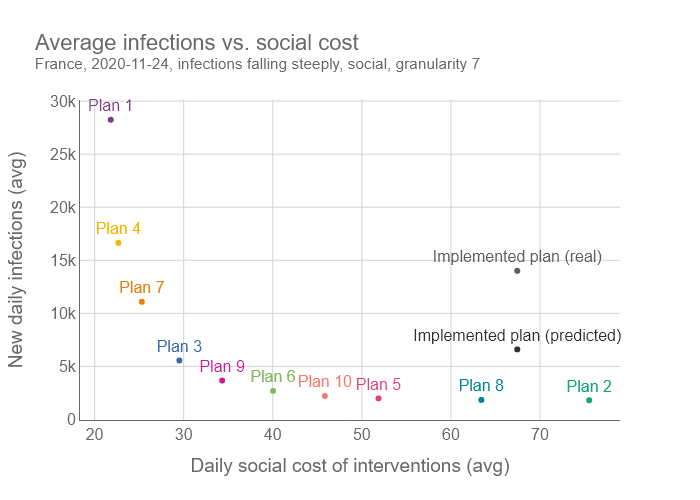 Average infections vs. social cost
France, 2020-11-24, infections falling steeply, social, granularity 7
New daily infections (avg)
30k
25k
20k
15k
10k
5k
0
Plan 1
Plan 4
Plan 7
Plan 3
Plan 9
Plan 6
Plan 10
Plan 5
Plan 8
Plan 2
Implemented plan (real)
Implemented plan (predicted)
20 30 40 50 60 70
Daily social cost of interventions (avg)